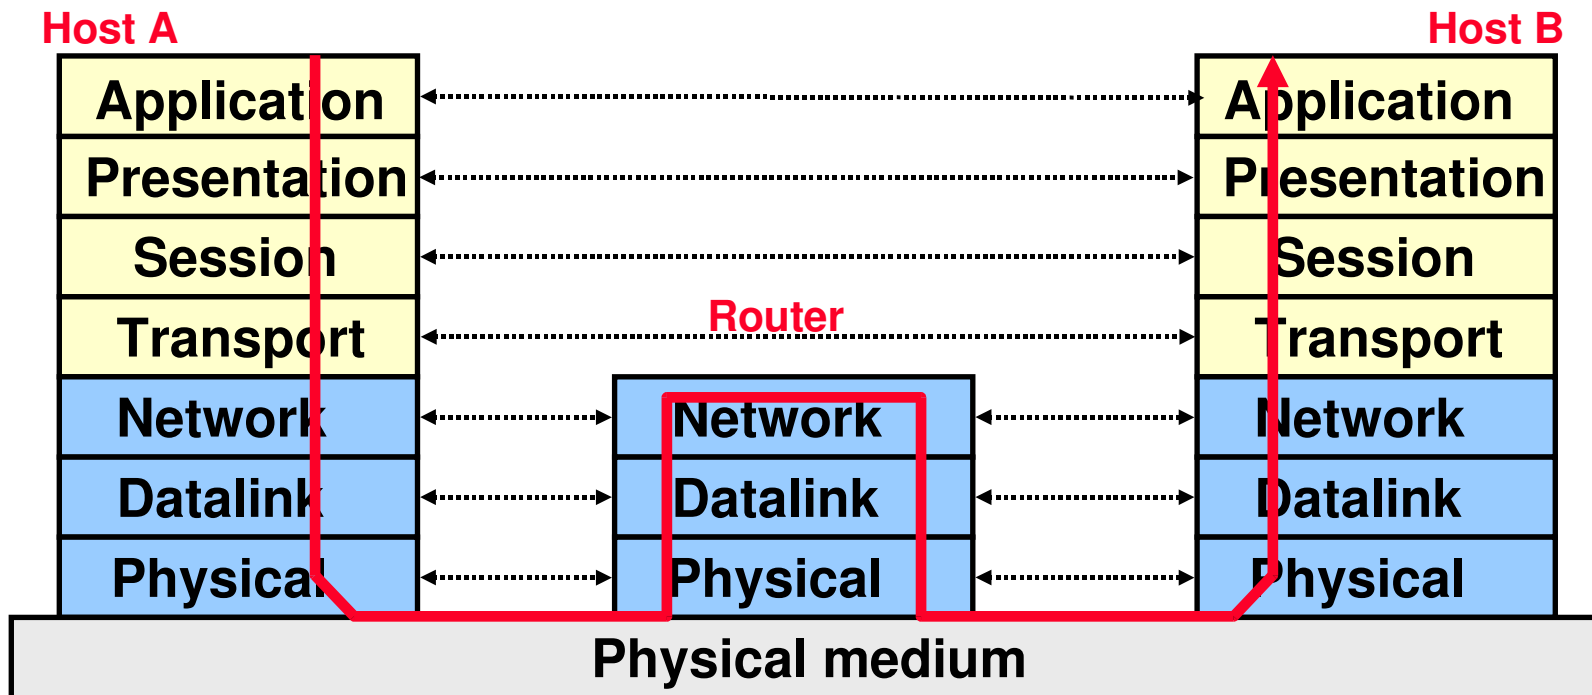 Host A
Host B
Application
Application
Presentation
Presentation
Session
Session
Router
Transport
Transport
Network
Network
Network
Datalink
Datalink
Datalink
Physical
Physical
Physical
Physical medium